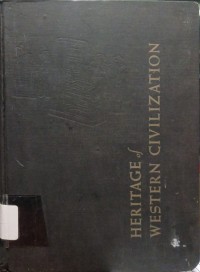 HERITAGE of
WESTERN CIVILIZATION